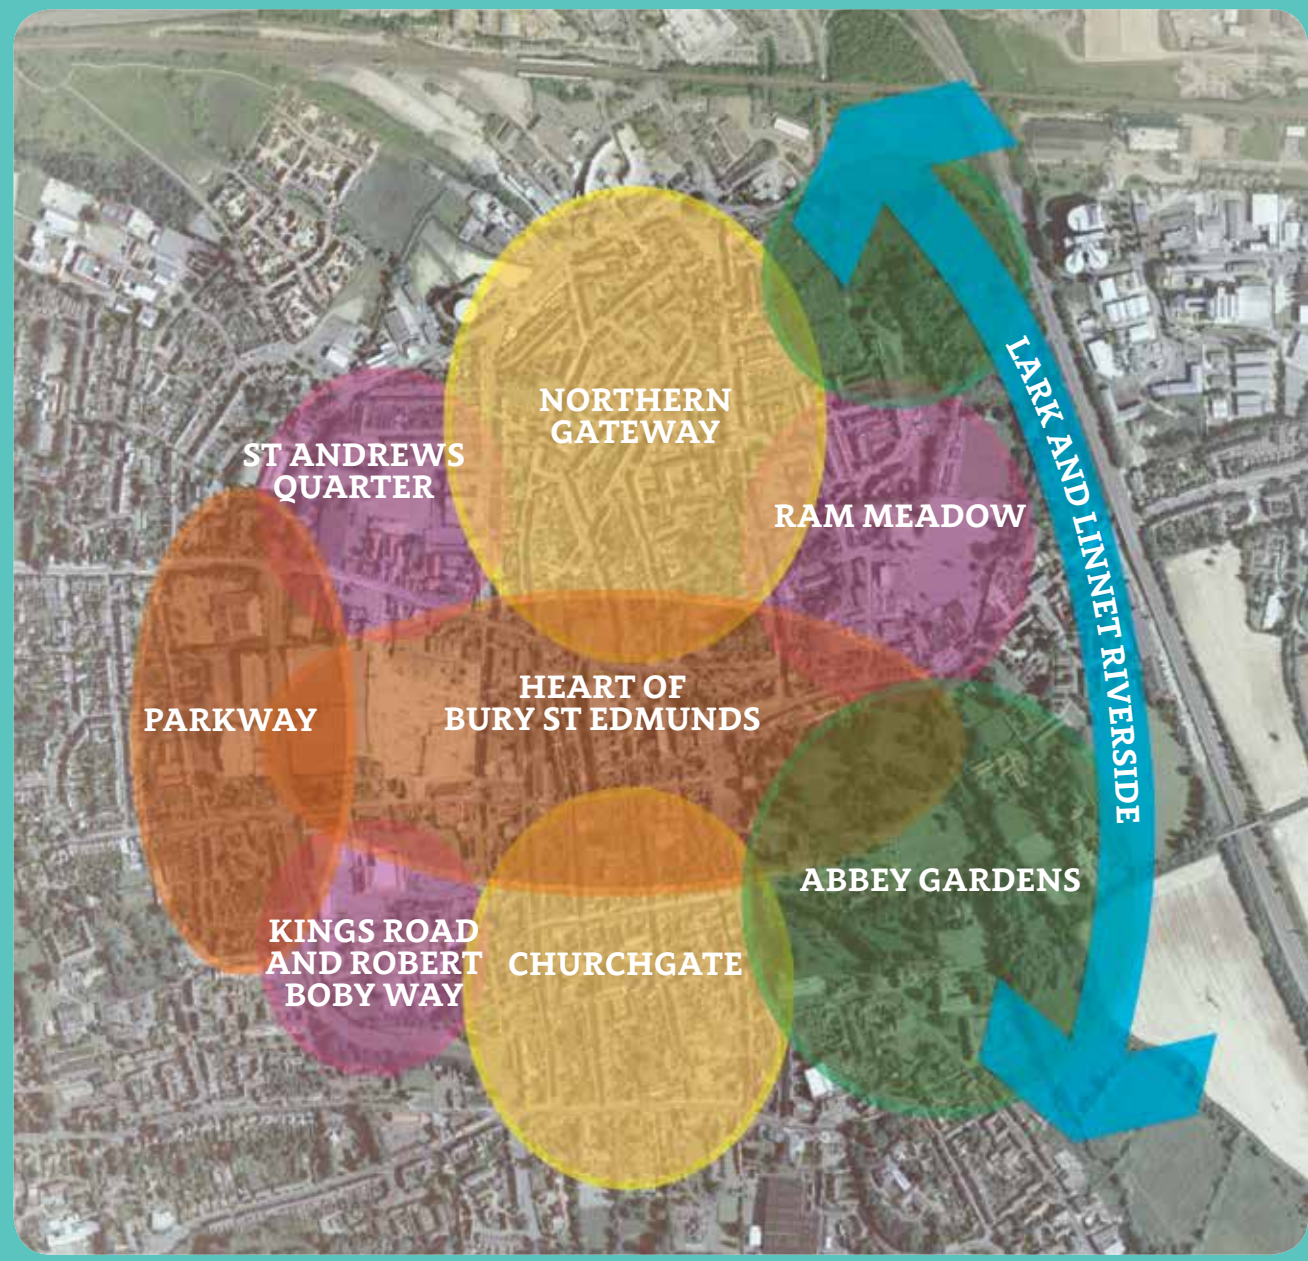 NORTHERN
GATEWAY
ST ANDREWS
QUARTER
RAM MEADOW
LARK AND LINNET RIVERSIDE
HEART OF
BURY ST EDMUNDS
PARKWAY
ABBEY GARDENS
KINGS ROAD
AND ROBERT
BOBY WAY
CHURCHGATE